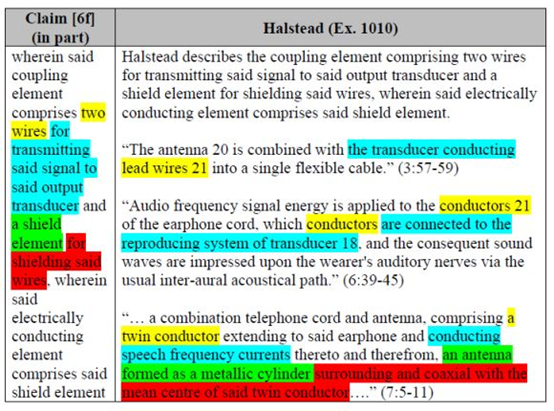 Claim [6f]
(in part)
Halstead (Ex. 1010)
wherein said
coupling
element
comprises two
wires for
transmitting
said signal to
said output
transducer and
a shield
element for
shielding said
wires, wherein
said
electrically
conducting
element
comprises said
shield element
Halstead describes the coupling element comprising two wires
for transmitting said signal to said output transducer and a
shield element for shielding said wires, wherein said electrically
conducting element comprises said shield element.
“The antenna 20 is combined with the transducer conducting
lead wires 21 into a single flexible cable.” (3:57-59)
“Audio frequency signal energy is applied to the conductors 21
of the earphone cord, which conductors are connected to the
reproducing system of transducer 18, and the consequent sound
waves are impressed upon the wearer's auditory nerves via the
usual inter-aural acoustical path.” (6:39-45)
“… a combination telephone cord and antenna, comprising a
twin conductor extending to said earphone and conducting
speech frequency currents thereto and therefrom, an antenna
formed as a metallic cylinder surrounding and coaxial with the
mean centre of said twin conductor….” (7:5-11)